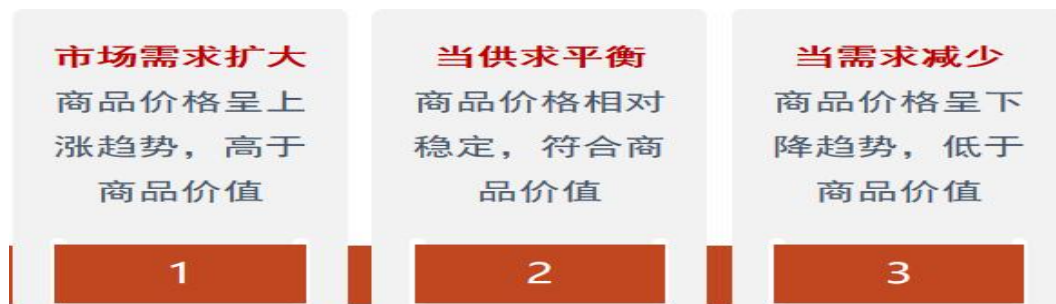 市场需求扩大
商品价格呈上
涨趋势，高于
商品价值
1
当供求平衡
商品价格相对
稳定，符合商
品价值
2
当需求减少
商品价格呈下
降趋势，低于
商品价值
3